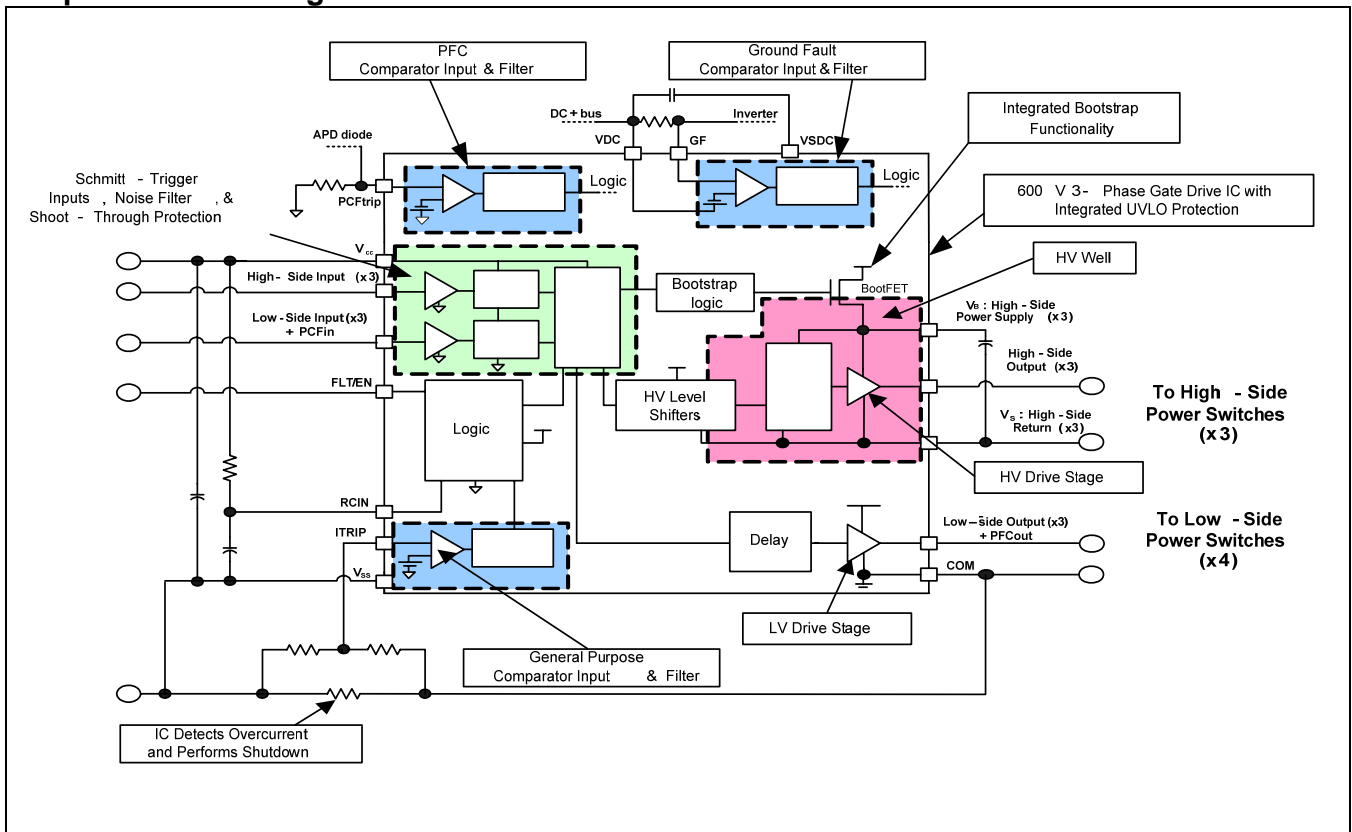 PFC
Comparator Input & Filter
Ground Fault
Comparator Input & Filter
DC + bus
Inverter
Integrated Bootstrap
Functionality
APD diode
VDC
GF
VSDC
Schmitt - Trigger
Inputs , Noise Filter , &
Shoot - Through Protection
PCFtrip
Logic
Logic
600 V 3- Phase Gate Drive IC with
Integrated UVLO Protection
Vcc
High- Side Input (x3)
HV Well
Bootstrap
logic
BootFET
VB : High-Side
Power Supply (x3)
Low-Side Input(x3)
+ PCFin
High - Side
Output (x3)
FLT/EN
HV Level
Shifters
To High - Side
Power Switches
(x3)
Logic
VS : High-Side
Return (x3)
HV Drive Stage
RCIN
ITRIP
Delay
Low-side Output (x3)
+ PFCout
To Low - Side
Power Switches
(x4)
Vss
COM
LV Drive Stage
General Purpose
Comparator Input & Filter
IC Detects Overcurrent
and Performs Shutdown